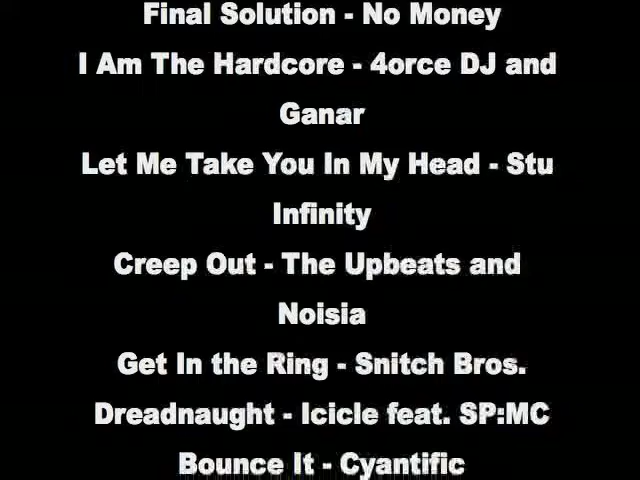 Final Solution - No Money
I Am The Hardcore - 4orce DJ and
Ganar
Let Me Take You In My Head - Stu
Infinity
Creep Out - The Upbeats and
Noisia
Get In the Ring - Snitch Bros.
Dreadnaught - Icicle feat. SP:MC
Bounce It - Cyantific